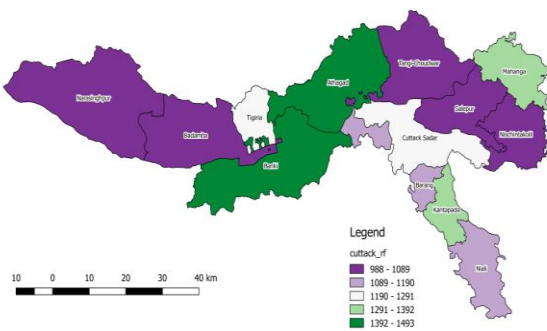 Narasinghpur
Badamba
Tigiria
Banki
Athagad
Tangi-Choudwar
Mahanga
Salepur
Nischintakoili
Cuttack Sadar
Barang
Kantapada
Niali
Legend
cuttack_rf
988 - 1089
1089 - 1190
1190 - 1291
1291 - 1392
1392 - 1493
10 0 10 20 30 40 km